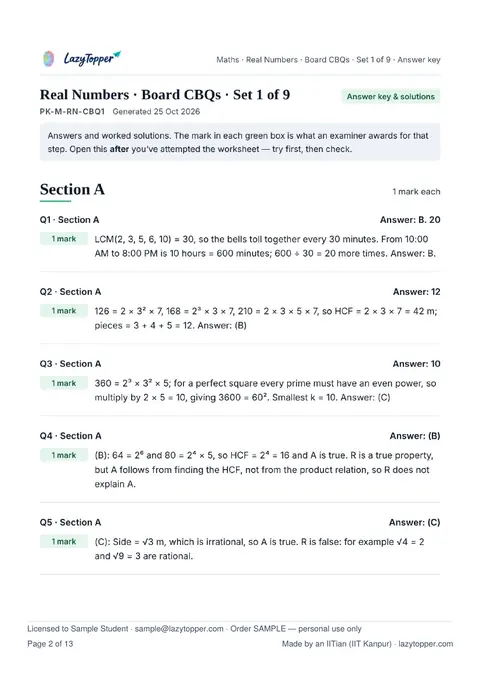 LazyTopper
Maths · Real Numbers · Board CBQs · Set 1 of 9 · Answer key
Real Numbers · Board CBQs · Set 1 of 9
Answer key & solutions
PK-M-RN-CBQ1 Generated 25 Oct 2026
Answers and worked solutions. The mark in each green box is what an examiner awards for that
step. Open this after you've attempted the worksheet — try first, then check.
Section A
1 mark each
Q1 · Section A
Answer: B. 20
1 mark
LCM(2, 3, 5, 6, 10) = 30, so the bells toll together every 30 minutes. From 10:00
AM to 8:00 PM is 10 hours = 600 minutes; 600 ÷ 30 = 20 more times. Answer: B.
Q2 · Section A
Answer: 12
1 mark
126 = 2 × 3² × 7, 168 = 2³ × 3 × 7, 210 = 2 × 3 × 5 × 7, so HCF = 2 × 3 × 7 = 42 m;
pieces = 3 + 4 + 5 = 12. Answer: (B)
Q3 · Section A
Answer: 10
1 mark
360 = 2³ × 3² × 5; for a perfect square every prime must have an even power, so
multiply by 2 × 5 = 10, giving 3600 = 60². Smallest k = 10. Answer: (C)
Q4 · Section A
Answer: (B)
1 mark
(B): 64 = 2⁶ and 80 = 2⁴ × 5, so HCF = 2⁴ = 16 and A is true. R is a true property,
but A follows from finding the HCF, not from the product relation, so R does not
explain A.
Q5 · Section A
Answer: (C)
1 mark
(C): Side = √3 m, which is irrational, so A is true. R is false: for example √4 = 2
and √9 = 3 are rational.
Licensed to Sample Student · sample@lazytopper.com · Order SAMPLE — personal use only
Page 2 of 13
Made by an IITian (IIT Kanpur) · lazytopper.com